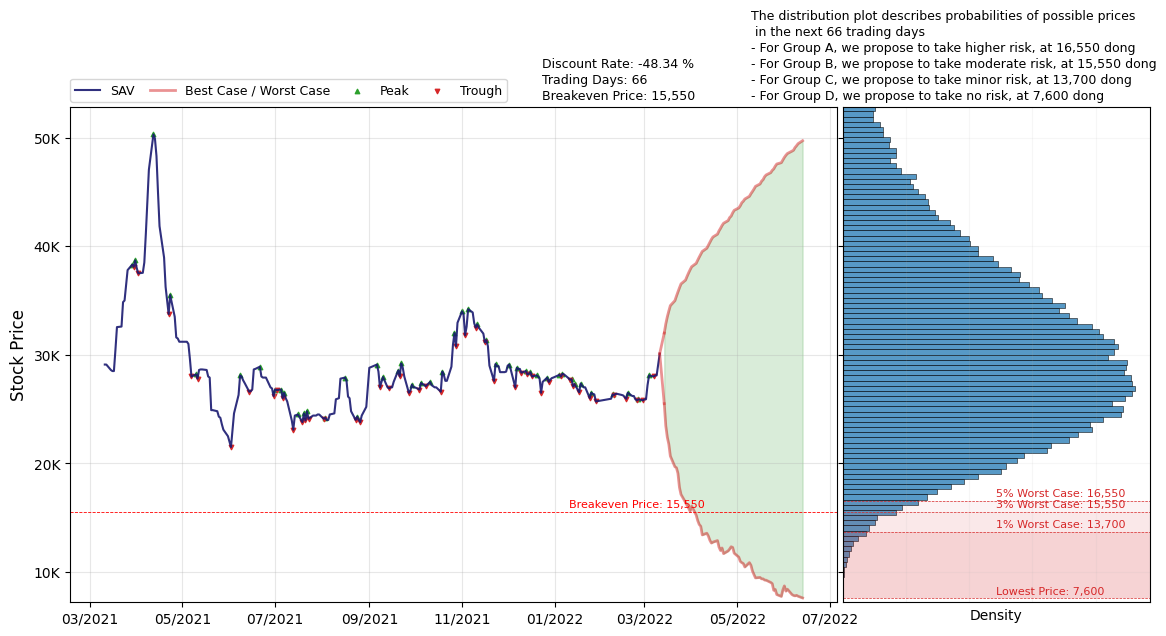 The distribution plot describes probabilities of possible prices
in the next 66 trading days
- For Group A, we propose to take higher risk, at 16,550 dong
- For Group B, we propose to take moderate risk, at 15,550 dong
- For Group C, we propose to take minor risk, at 13,700 dong
- For Group D, we propose to take no risk, at 7,600 dong
Discount Rate: -48.34 %
Trading Days: 66
Breakeven Price: 15,550
SAV Best Case / Worst Case Peak Trough
Stock Price
50K
40K
30K
20K
10K
Breakeven Price: 15,550
03/2021 05/2021 07/2021 09/2021 11/2021 01/2022 03/2022 05/2022 07/2022
5% Worst Case: 16,550
3% Worst Case: 15,550
1% Worst Case: 13,700
Lowest Price: 7,600
Density